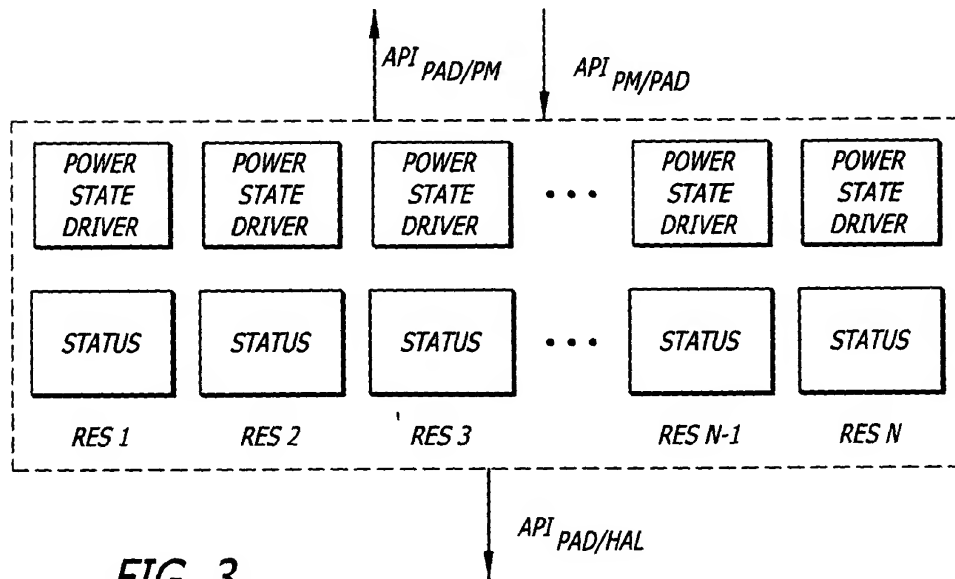 API PAD/PM
API PM/PAD
POWER STATE DRIVER
POWER STATE DRIVER
POWER STATE DRIVER
• • •
POWER STATE DRIVER
POWER STATE DRIVER
STATUS
STATUS
STATUS
• • •
STATUS
STATUS
RES 1
RES 2
RES 3
RES N-1
RES N
API PAD/HAL
FIG. 3